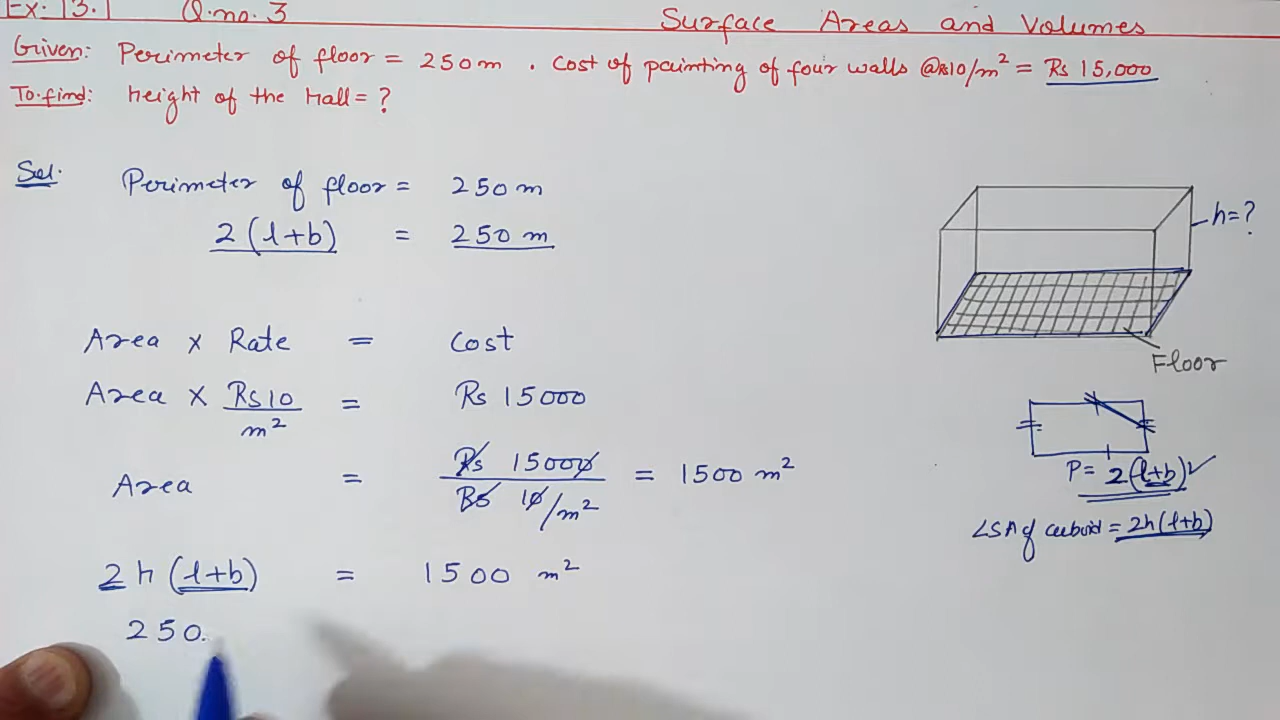 Ex. 13.1 Q.no. 3 Surface Areas and Volumes
Given: Perimeter of floor = 250 m . Cost of painting of four walls @Rs10/m² = Rs 15,000
To find: height of the Hall = ?
Sol. Perimeter of floor = 250 m
2 (l+b) = 250 m
h=?
Floor
Area × Rate = Cost
Area × Rs 10/m² = Rs 15000
Area = Rs 15000 / Rs 10/m² = 1500 m²
P = 2(l+b)
LSA of cuboid = 2h(l+b)
2 h (l+b) = 1500 m²
250.